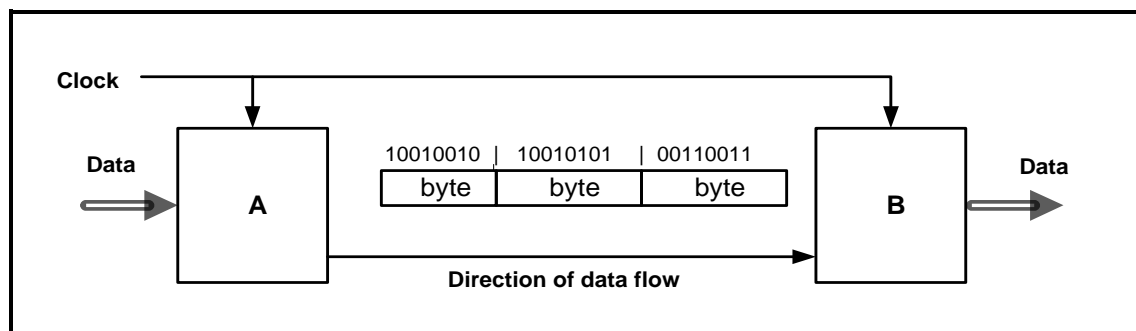 Clock
10010010 | 10010101 | 00110011
Data
Data
byte byte byte
A
B
Direction of data flow